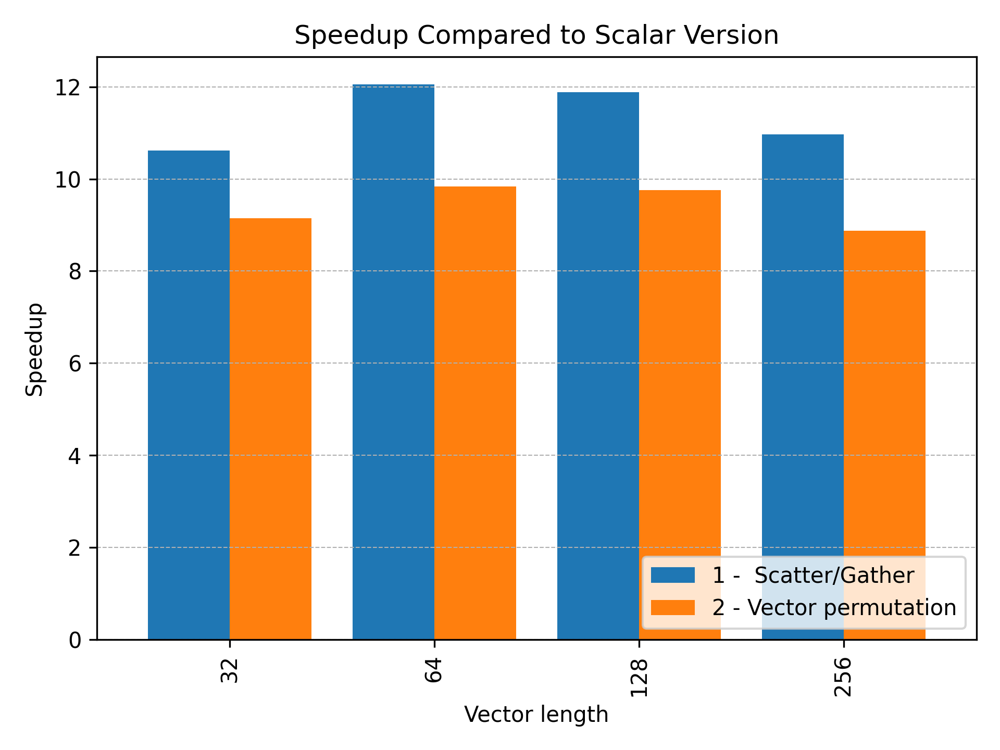 Speedup Compared to Scalar Version
12
10
8
6
4
2
0
Speedup
32
64
128
256
Vector length
1 -  Scatter/Gather
2 - Vector permutation